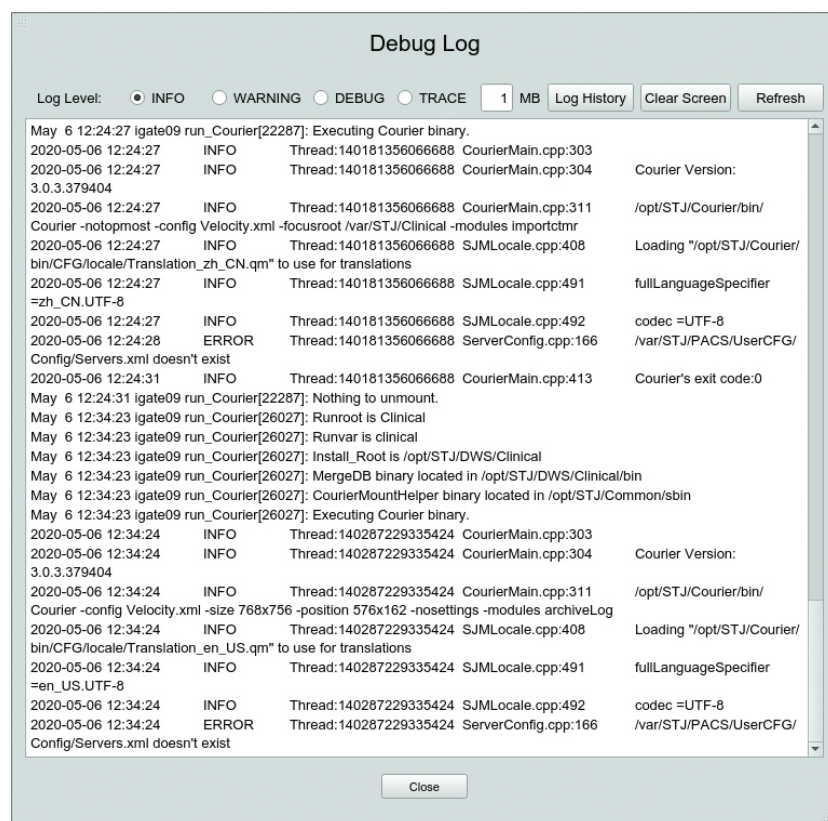 Debug Log
Log Level: INFO WARNING DEBUG TRACE 1 MB Log History Clear Screen Refresh
May 6 12:24:27 igate09 run_Courier[22287]: Executing Courier binary.
2020-05-06 12:24:27 INFO Thread:140181356066688 CourierMain.cpp:303
2020-05-06 12:24:27 INFO Thread:140181356066688 CourierMain.cpp:304 Courier Version:
3.0.3.379404
2020-05-06 12:24:27 INFO Thread:140181356066688 CourierMain.cpp:311 /opt/STJ/Courier/bin/
Courier -notopmost -config Velocity.xml -focusroot /var/STJ/Clinical -modules importctmr
2020-05-06 12:24:27 INFO Thread:140181356066688 SJMLocale.cpp:408 Loading "/opt/STJ/Courier/
bin/CFG/locale/Translation_zh_CN.qm" to use for translations
2020-05-06 12:24:27 INFO Thread:140181356066688 SJMLocale.cpp:491 fullLanguageSpecifier
=zh_CN.UTF-8
2020-05-06 12:24:27 INFO Thread:140181356066688 SJMLocale.cpp:492 codec =UTF-8
2020-05-06 12:24:28 ERROR Thread:140181356066688 ServerConfig.cpp:166 /var/STJ/PACS/UserCFG/
Config/Servers.xml doesn't exist
2020-05-06 12:24:31 INFO Thread:140181356066688 CourierMain.cpp:413 Courier's exit code:0
May 6 12:24:31 igate09 run_Courier[22287]: Nothing to unmount.
May 6 12:34:23 igate09 run_Courier[26027]: Runroot is Clinical
May 6 12:34:23 igate09 run_Courier[26027]: Runvar is clinical
May 6 12:34:23 igate09 run_Courier[26027]: Install_Root is /opt/STJ/DWS/Clinical
May 6 12:34:23 igate09 run_Courier[26027]: MergeDB binary located in /opt/STJ/DWS/Clinical/bin
May 6 12:34:23 igate09 run_Courier[26027]: CourierMountHelper binary located in /opt/STJ/Common/sbin
May 6 12:34:23 igate09 run_Courier[26027]: Executing Courier binary.
2020-05-06 12:34:24 INFO Thread:140287229335424 CourierMain.cpp:303
2020-05-06 12:34:24 INFO Thread:140287229335424 CourierMain.cpp:304 Courier Version:
3.0.3.379404
2020-05-06 12:34:24 INFO Thread:140287229335424 CourierMain.cpp:311 /opt/STJ/Courier/bin/
Courier -config Velocity.xml -size 768x756 -position 576x162 -nosettings -modules archiveLog
2020-05-06 12:34:24 INFO Thread:140287229335424 SJMLocale.cpp:408 Loading "/opt/STJ/Courier/
bin/CFG/locale/Translation_en_US.qm" to use for translations
2020-05-06 12:34:24 INFO Thread:140287229335424 SJMLocale.cpp:491 fullLanguageSpecifier
=en_US.UTF-8
2020-05-06 12:34:24 INFO Thread:140287229335424 SJMLocale.cpp:492 codec =UTF-8
2020-05-06 12:34:24 ERROR Thread:140287229335424 ServerConfig.cpp:166 /var/STJ/PACS/UserCFG/
Config/Servers.xml doesn't exist
Close